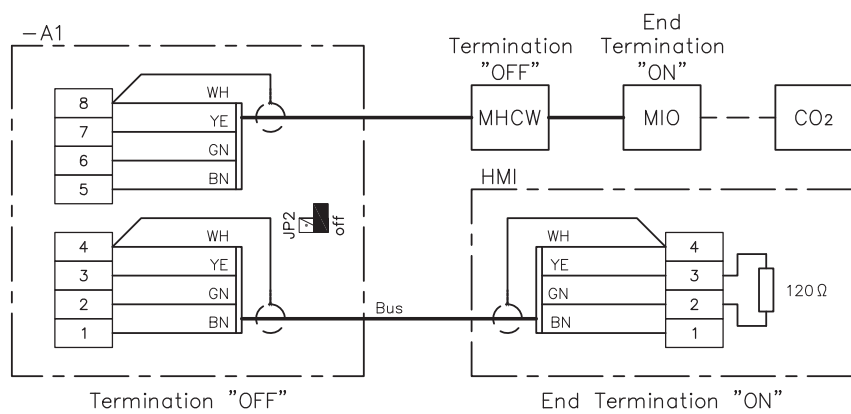 -A1
Termination
"OFF"
End
Termination
"ON"
8
WH
7
YE
6
GN
5
BN
MHCW
MIO
CO₂
HMI
JP2
off
4
WH
3
YE
2
GN
1
BN
Bus
WH
4
YE
3
GN
2
BN
1
120Ω
Termination "OFF"
End Termination "ON"